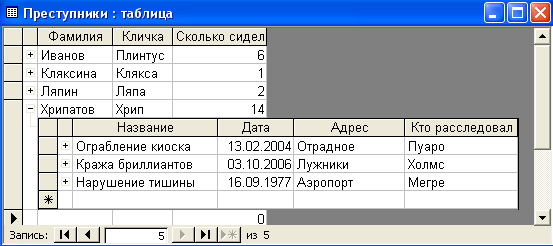 Преступники : таблица
Фамилия Кличка Сколько сидел
Иванов Плинтус 6
Кляксина Клякса 1
Ляпин Ляпа 2
Хрипатов Хрип 14
Название Дата Адрес Кто расследовал
Ограбление киоска 13.02.2004 Отрадное Пуаро
Кража бриллиантов 03.10.2006 Лужники Холмс
Нарушение тишины 16.09.1977 Аэропорт Мегре
0
Запись: 5 из 5